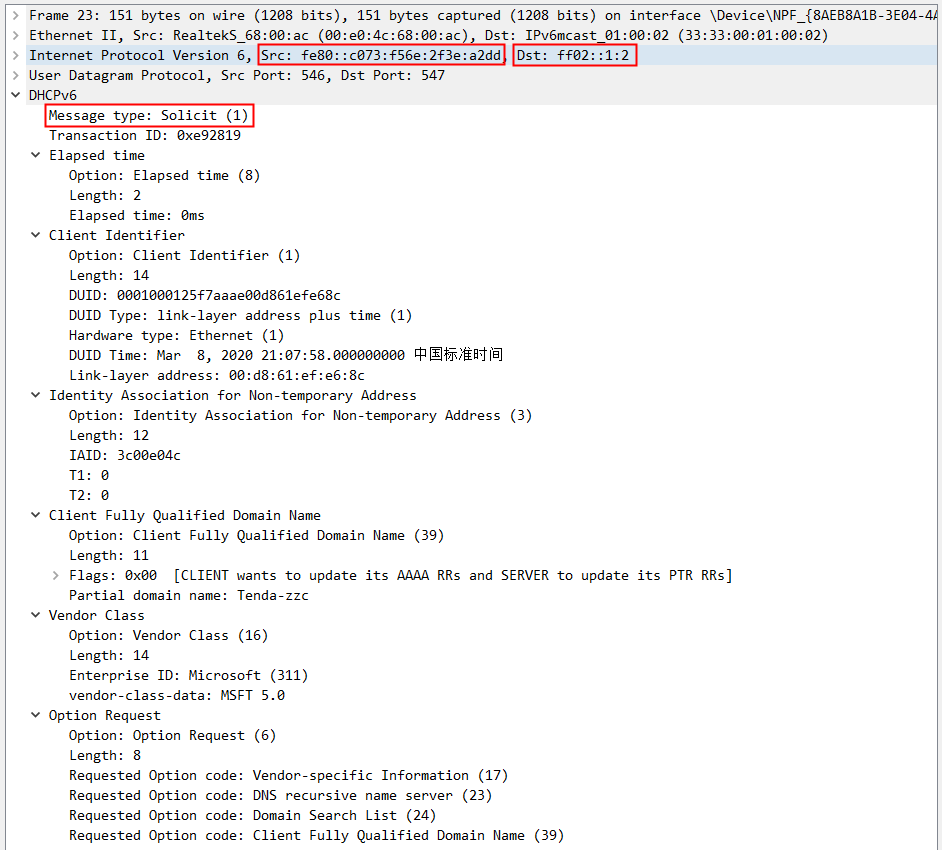 Frame 23: 151 bytes on wire (1208 bits), 151 bytes captured (1208 bits) on interface \Device\NPF_{8AEB8A1B-3E04-4A
Ethernet II, Src: RealtekS_68:00:ac (00:e0:4c:68:00:ac), Dst: IPv6mcast_01:00:02 (33:33:00:01:00:02)
Internet Protocol Version 6, Src: fe80::c073:f56e:2f3e:a2dd, Dst: ff02::1:2
User Datagram Protocol, Src Port: 546, Dst Port: 547
DHCPv6
Message type: Solicit (1)
Transaction ID: 0xe92819
Elapsed time
Option: Elapsed time (8)
Length: 2
Elapsed time: 0ms
Client Identifier
Option: Client Identifier (1)
Length: 14
DUID: 0001000125f7aaae00d861efe68c
DUID Type: link-layer address plus time (1)
Hardware type: Ethernet (1)
DUID Time: Mar  8, 2020 21:07:58.000000000 中国标准时间
Link-layer address: 00:d8:61:ef:e6:8c
Identity Association for Non-temporary Address
Option: Identity Association for Non-temporary Address (3)
Length: 12
IAID: 3c00e04c
T1: 0
T2: 0
Client Fully Qualified Domain Name
Option: Client Fully Qualified Domain Name (39)
Length: 11
Flags: 0x00  [CLIENT wants to update its AAAA RRs and SERVER to update its PTR RRs]
Partial domain name: Tenda-zzc
Vendor Class
Option: Vendor Class (16)
Length: 14
Enterprise ID: Microsoft (311)
vendor-class-data: MSFT 5.0
Option Request
Option: Option Request (6)
Length: 8
Requested Option code: Vendor-specific Information (17)
Requested Option code: DNS recursive name server (23)
Requested Option code: Domain Search List (24)
Requested Option code: Client Fully Qualified Domain Name (39)